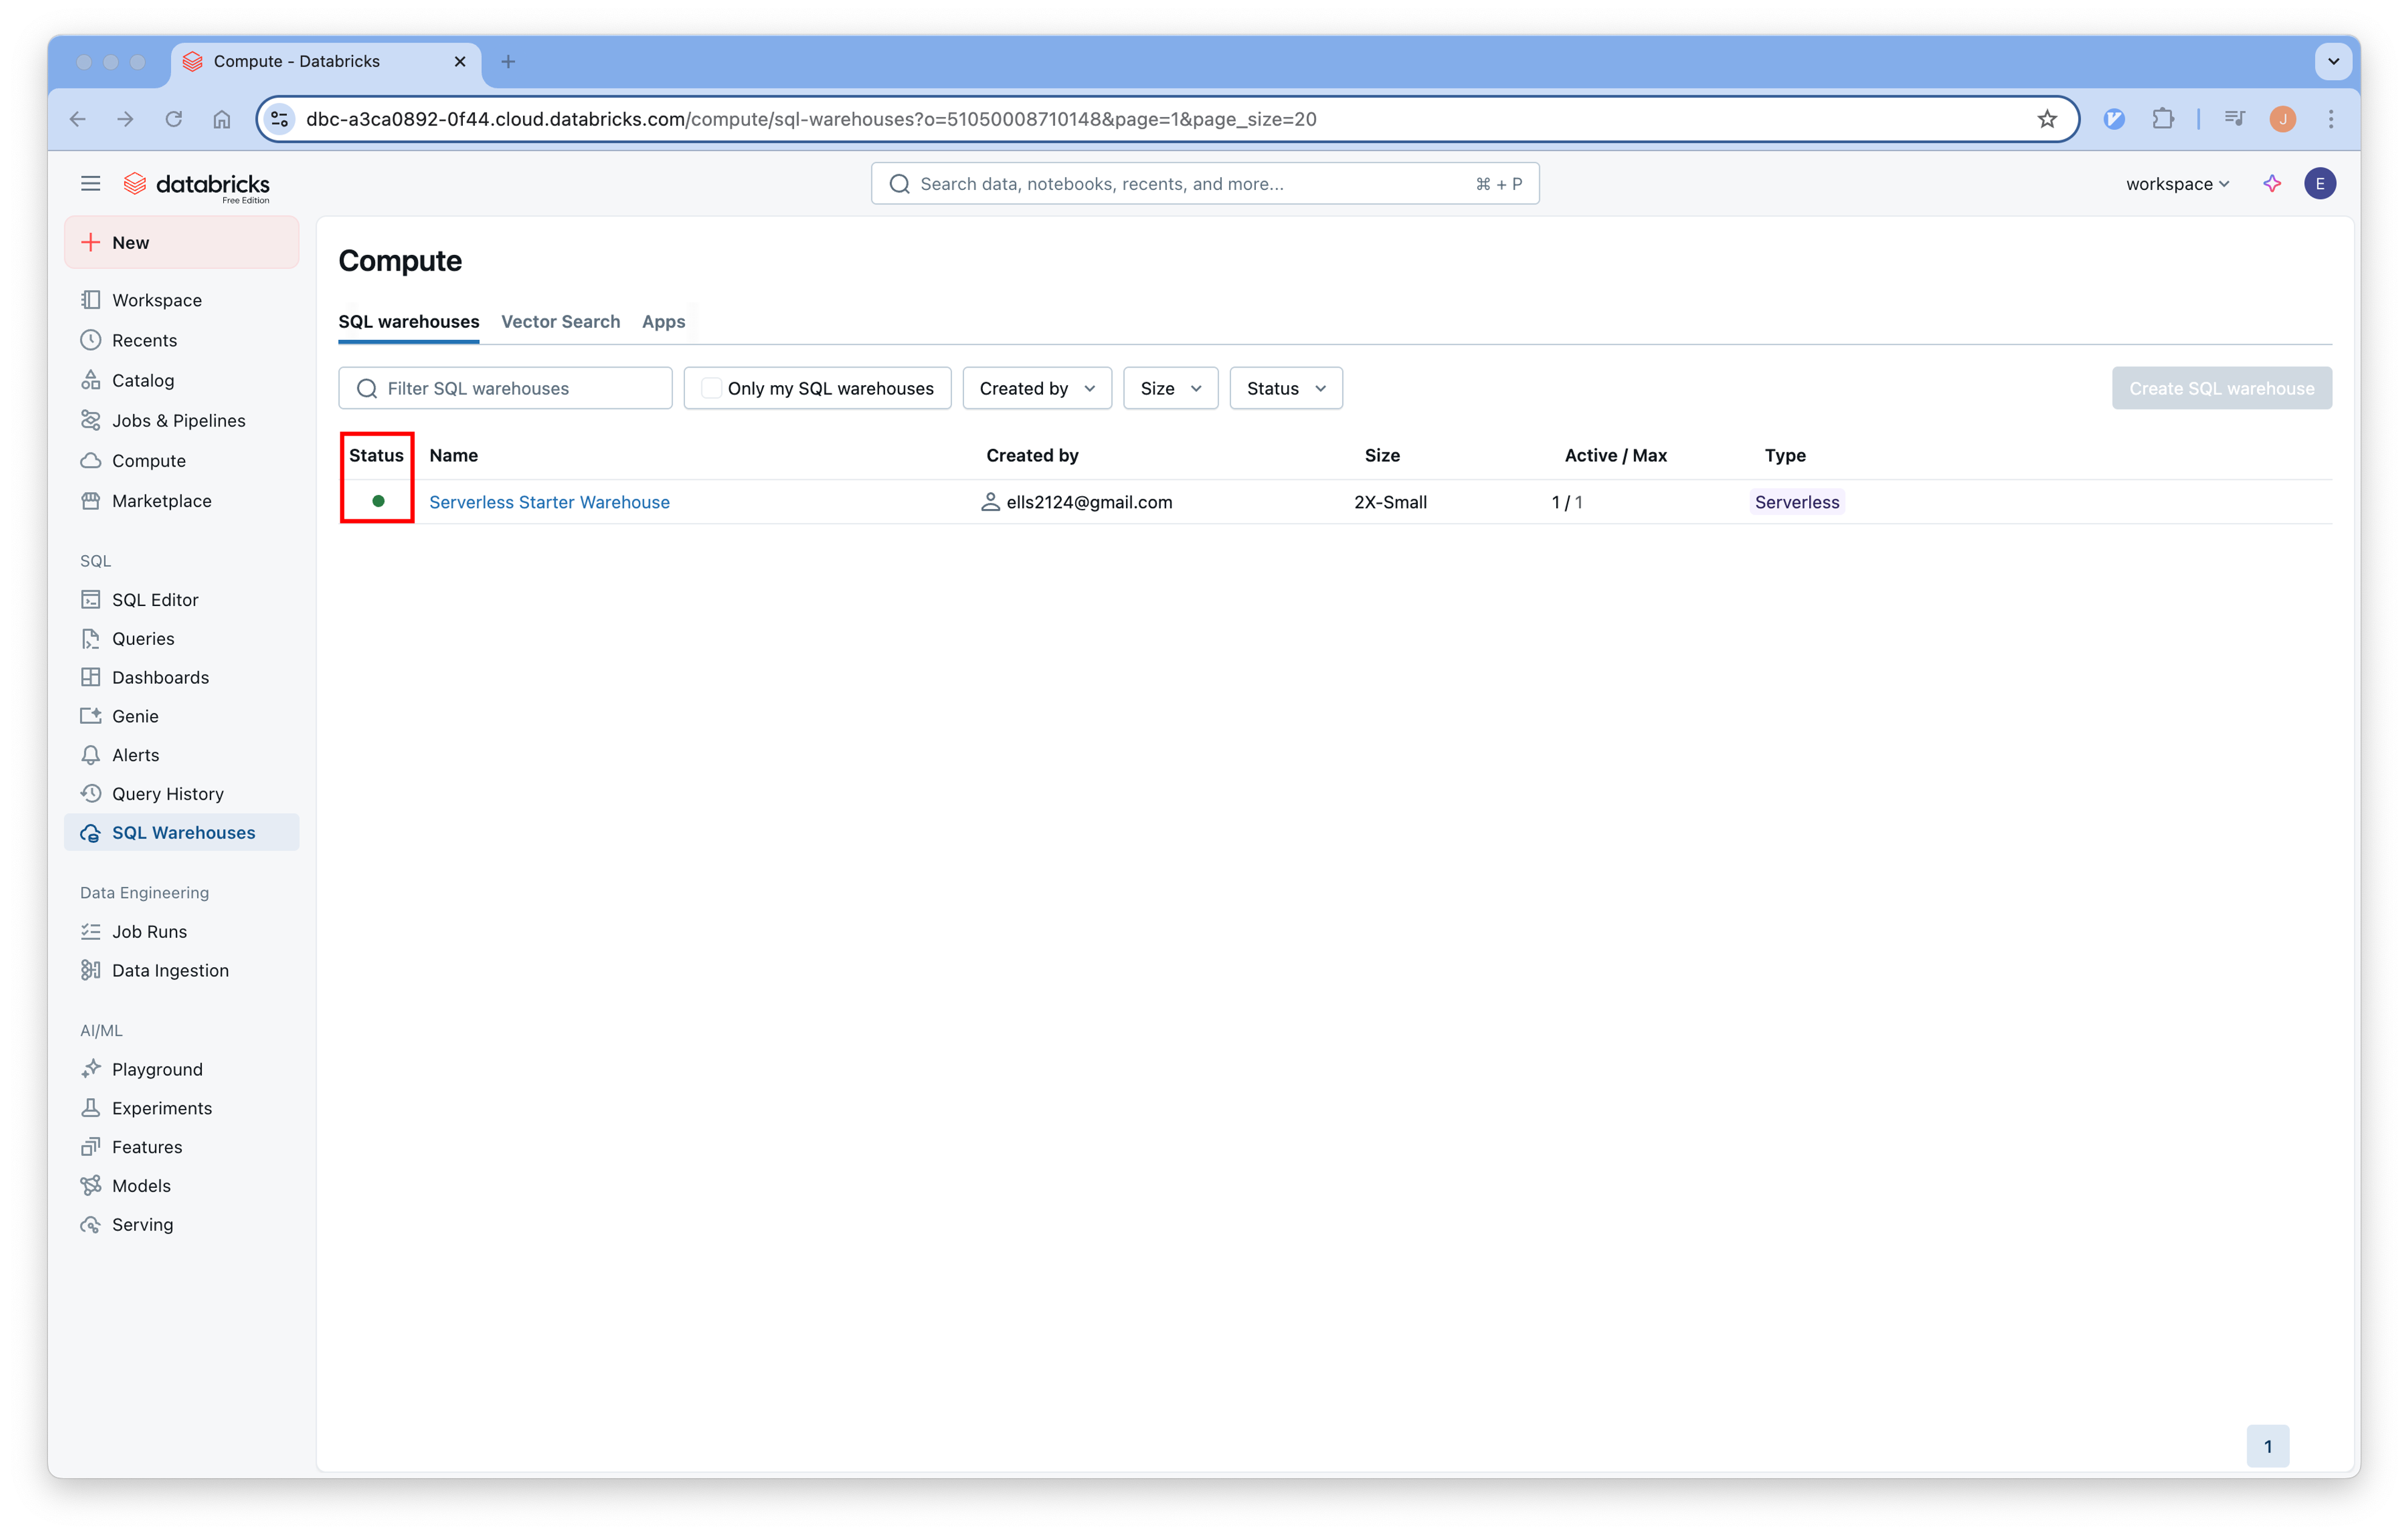 Compute - Databricks
dbc-a3ca0892-0f44.cloud.databricks.com/compute/sql-warehouses?o=51050008710148&page=1&page_size=20
J
databricks
Free Edition
Search data, notebooks, recents, and more...
⌘ + P
workspace
E
New
Workspace
Recents
Catalog
Jobs & Pipelines
Compute
Marketplace
SQL
SQL Editor
Queries
Dashboards
Genie
Alerts
Query History
SQL Warehouses
Data Engineering
Job Runs
Data Ingestion
AI/ML
Playground
Experiments
Features
Models
Serving
Compute
SQL warehouses Vector Search Apps
Filter SQL warehouses Only my SQL warehouses Created by Size Status Create SQL warehouse
Status Name Created by Size Active / Max Type
Serverless Starter Warehouse ells2124@gmail.com 2X-Small 1 / 1 Serverless
1